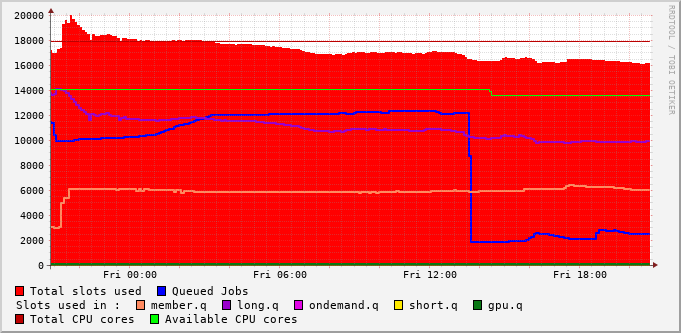 RRDTOOL / TOBI OETIKER
20000
18000
16000
14000
12000
10000
8000
6000
4000
2000
0
Fri 00:00 Fri 06:00 Fri 12:00 Fri 18:00
Total slots used Queued Jobs
Slots used in : member.q long.q ondemand.q short.q gpu.q
Total CPU cores Available CPU cores